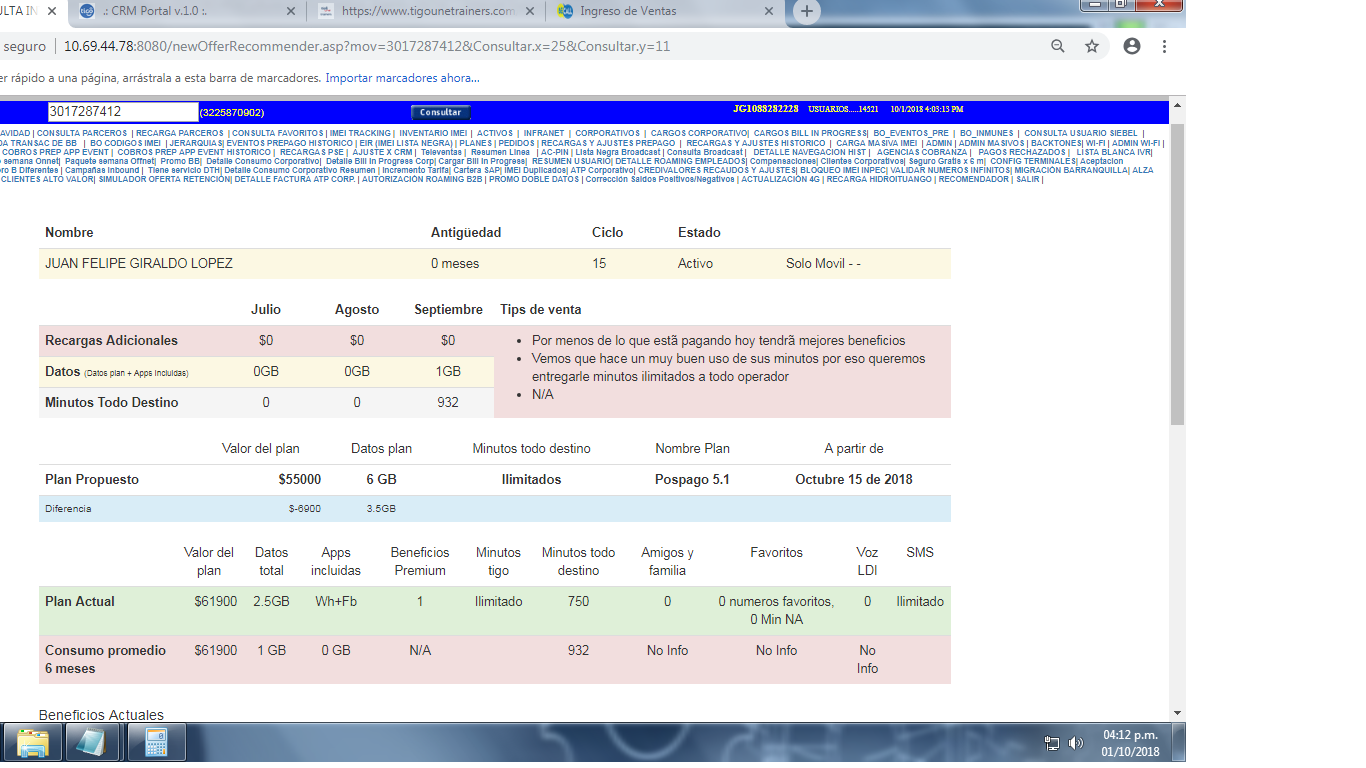 ULTA IN
.: CRM Portal v.1.0 :.
https://www.tigounetrainers.com
Ingreso de Ventas
seguro | 10.69.44.78:8080/newOfferRecommender.asp?mov=3017287412&Consultar.x=25&Consultar.y=11
er rápido a una página, arrástrala a esta barra de marcadores. Importar marcadores ahora...
3017287412 (3225870902) Consultar JG1088282228 USUARIOS.....14521 10/1/2018 4:03:13 PM
AVIDAD | CONSULTA PARCEROS | RECARGA PARCEROS | CONSULTA FAVORITOS | IMEI TRACKING | INVENTARIO IMEI | ACTIVOS | INFRANET | CORPORATIVOS | CARGOS CORPORATIVO| CARGOS BILL IN PROGRESS| BO_EVENTOS_PRE | BO_INMUNES | CONSULTA USUARIO SIEBEL |
DA TRANSAC DE BB | BO CODIGOS IMEI | JERARQUIAS| EVENTOS PREPAGO HISTORICO | EIR (IMEI LISTA NEGRA) | PLANES | PEDIDOS | RECARGAS Y AJUSTES PREPAGO | RECARGAS Y AJUSTES HISTORICO | CARGA MASIVA IMEI | ADMIN | ADMIN MASIVOS | BACKTONES| WI-FI | ADMIN WI-FI |
COBROS PREP APP EVENT | COBROS PREP APP EVENT HISTORICO | RECARGAS PSE | AJUSTE X CRM | Televentas | Resumen Linea | AC-PIN | Lista Negra Broadcast | Consulta Broadcast | DETALLE NAVEGACION HIST | AGENCIAS COBRANZA | PAGOS RECHAZADOS | LISTA BLANCA IVR|
semana Onnet| Paquete semana Offnet| Promo BB| Detalle Consumo Corporativo| Detalle Bill In Progress Corp| Cargar Bill In Progress| RESUMEN USUARIO| DETALLE ROAMING EMPLEADOS| Compensaciones| Clientes Corporativos| Seguro Gratis x 6 m| CONFIG TERMINALES| Aceptacion
ero B Diferentes | Campañas Inbound | Tiene servicio DTH| Detalle Consumo Corporativo Resumen | Incremento Tarifa| Cartera SAP| IMEI Duplicados| ATP Corporativo| CREDIVALORES RECAUDOS Y AJUSTES| BLOQUEO IMEI INPEC| VALIDAR NUMEROS INFINITOS| MIGRACIÓN BARRANQUILLA| ALZA
CLIENTES ALTO VALOR| SIMULADOR OFERTA RETENCIÓN| DETALLE FACTURA ATP CORP. | AUTORIZACIÓN ROAMING B2B | PROMO DOBLE DATOS | Corrección Saldos Positivos/Negativos | ACTUALIZACIÓN 4G | RECARGA HIDROITUANGO | RECOMENDADOR | SALIR |
Nombre Antigüedad Ciclo Estado
JUAN FELIPE GIRALDO LOPEZ 0 meses 15 Activo Solo Movil - -
Julio Agosto Septiembre Tips de venta
Recargas Adicionales $0 $0 $0
Datos (Datos plan + Apps incluidas) 0GB 0GB 1GB
Minutos Todo Destino 0 0 932
• Por menos de lo que estã pagando hoy tendrã mejores beneficios
• Vemos que hace un muy buen uso de sus minutos por eso queremos
entregarle minutos ilimitados a todo operador
• N/A
Valor del plan Datos plan Minutos todo destino Nombre Plan A partir de
Plan Propuesto $55000 6 GB Ilimitados Pospago 5.1 Octubre 15 de 2018
Diferencia $-6900 3.5GB
Valor del plan Datos total Apps incluidas Beneficios Premium Minutos tigo Minutos todo destino Amigos y familia Favoritos Voz LDI SMS
Plan Actual $61900 2.5GB Wh+Fb 1 Ilimitado 750 0 0 numeros favoritos, 0 Min NA 0 Ilimitado
Consumo promedio 6 meses $61900 1 GB 0 GB N/A 932 No Info No Info No Info
Beneficios Actuales
04:12 p.m.
01/10/2018